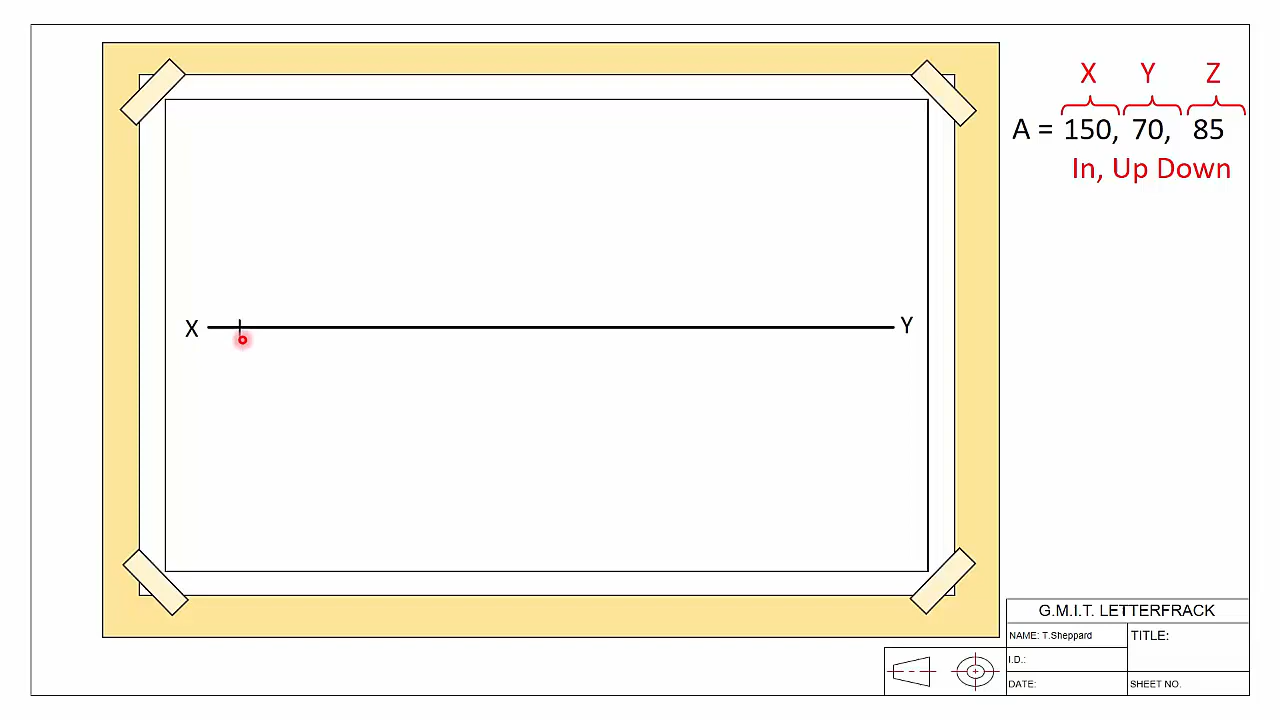 X Y Z
A = 150, 70, 85
In, Up Down
X Y
G.M.I.T. LETTERFRACK
NAME: T.Sheppard
TITLE:
I.D.:
DATE:
SHEET NO.